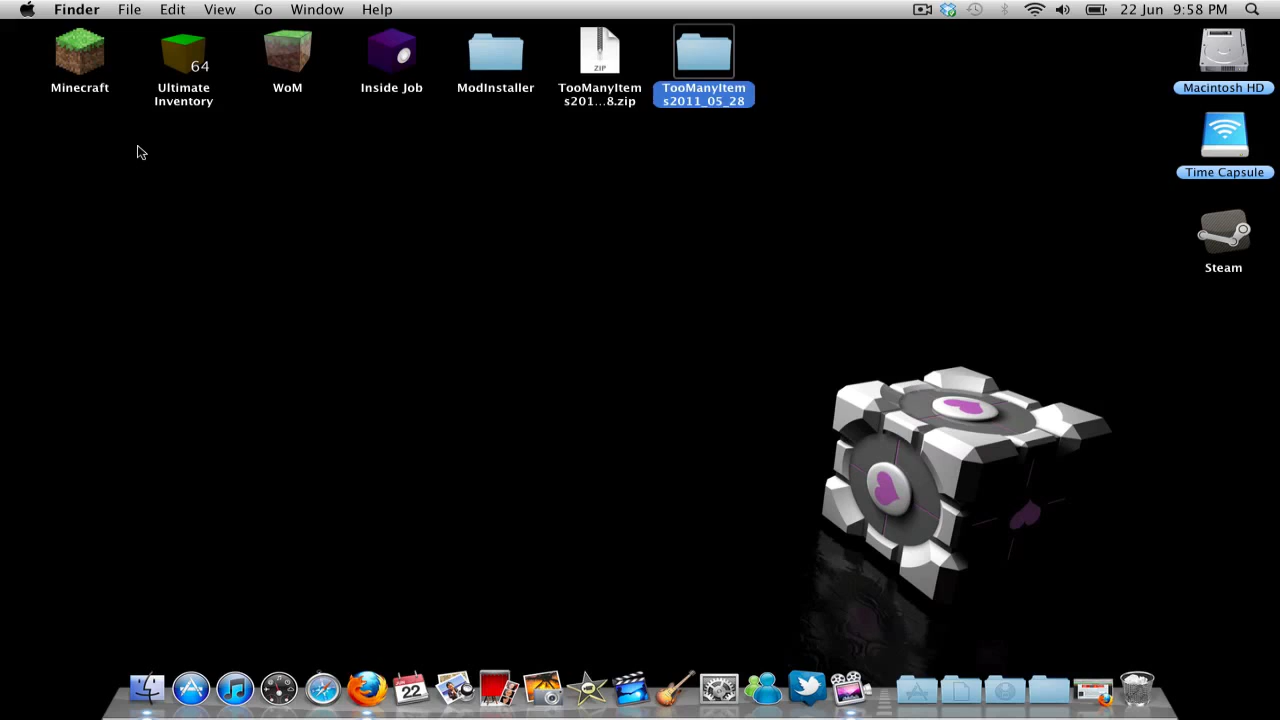 Finder File Edit View Go Window Help 22 Jun 9:58 PM
Minecraft
Ultimate
Inventory
64
WoM
Inside Job
ModInstaller
TooManyItem
s201...8.zip
ZIP
TooManyItem
s2011_05_28
Macintosh HD
Time Capsule
Steam
JUN
22